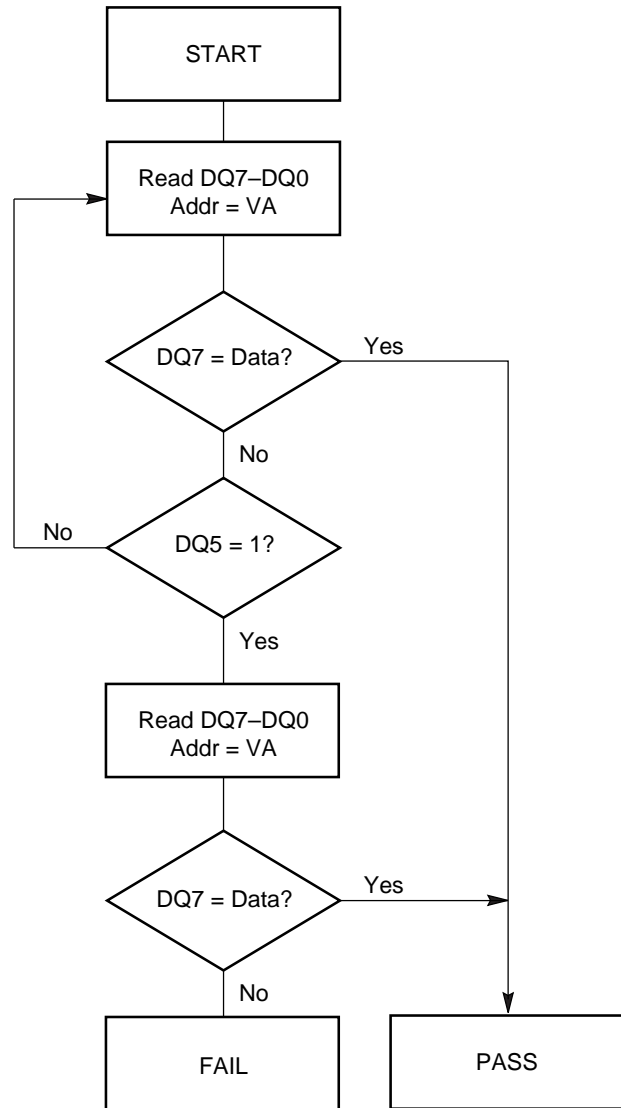 START
Read DQ7–DQ0
Addr = VA
DQ7 = Data?
Yes
No
No
DQ5 = 1?
Yes
Read DQ7–DQ0
Addr = VA
DQ7 = Data?
Yes
No
FAIL
PASS